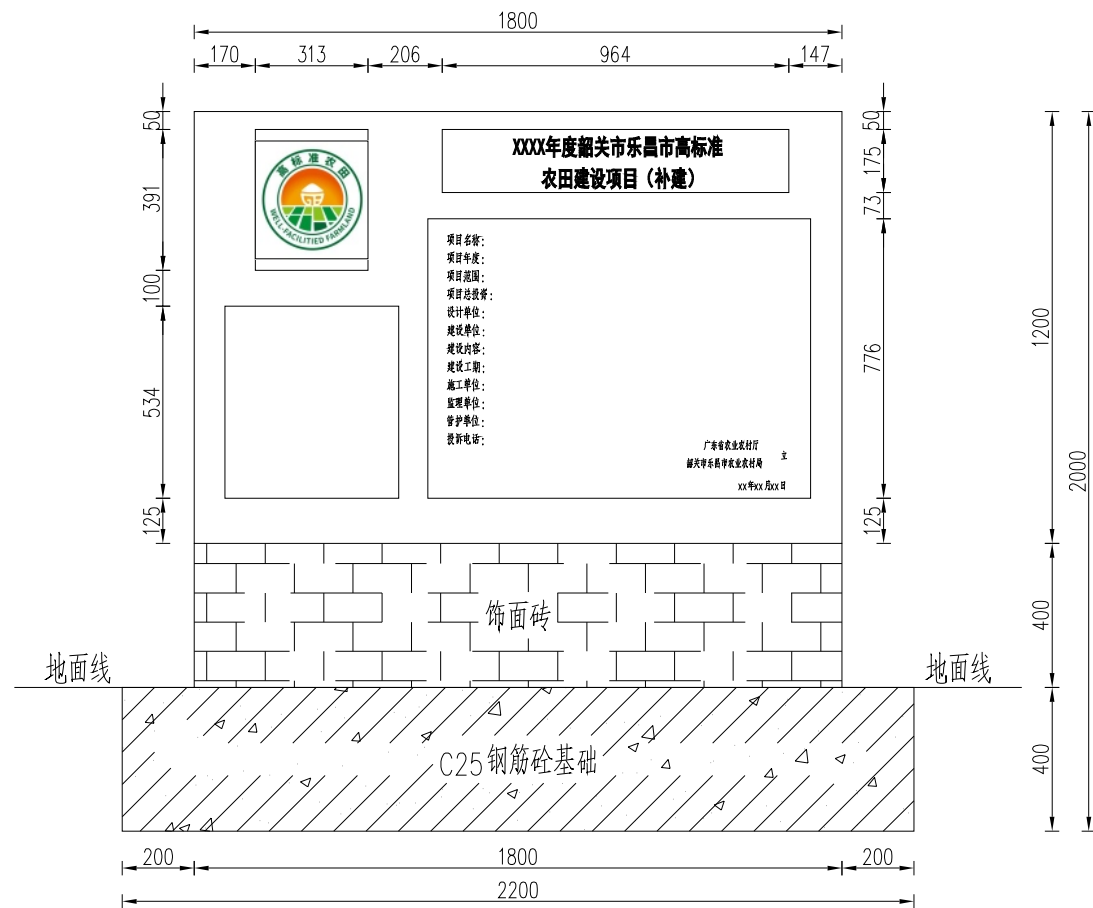 1800
170 313 206 964 147
50
391
100
534
125
高标准农田
WELL-FACILITIED FARMLAND
XXXX年度韶关市乐昌市高标准
农田建设项目（补建）
项目名称：
项目年度：
项目范围：
项目总投资：
设计单位：
建设单位：
建设内容：
建设工期：
施工单位：
监理单位：
管护单位：
投诉电话：
广东省农业农村厅
韶关市乐昌市农业农村局
立
XX年XX月XX日
50
175
73
776
125
1200
400
400
2000
饰面砖
地面线
地面线
C25钢筋砼基础
200 1800 200
2200